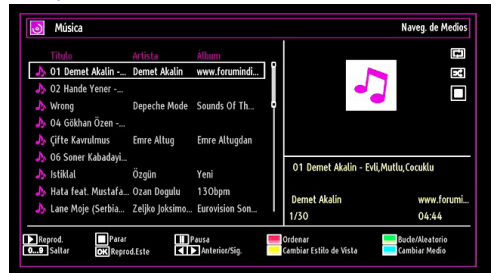 Música Naveg. de Medios
Título Artista Álbum
01 Demet Akalin -... Demet Akalin www.forumindi...
02 Hande Yener -...
Wrong Depeche Mode Sounds Of Th...
04 Gökhan Özen -...
Çifte Kavrulmus Emre Altug Emre Altugdan
06 Soner Kabadayi...
Istiklal Özgün Yeni
Hata feat. Mustafa... Ozan Dogulu 130bpm
Lane Moje (Serbia... Zeljko Joksimo... Eurovision Son...
01 Demet Akalin - Evli,Mutlu,Cocuklu
Demet Akalin www.forumi...
1/30 04:44
Reprod. Parar Pausa Ordenar Bucle/Aleatorio
0...9 Saltar OK Reprod.Este Anterior/Sig. Cambiar Estilo de Vista Cambiar Medio